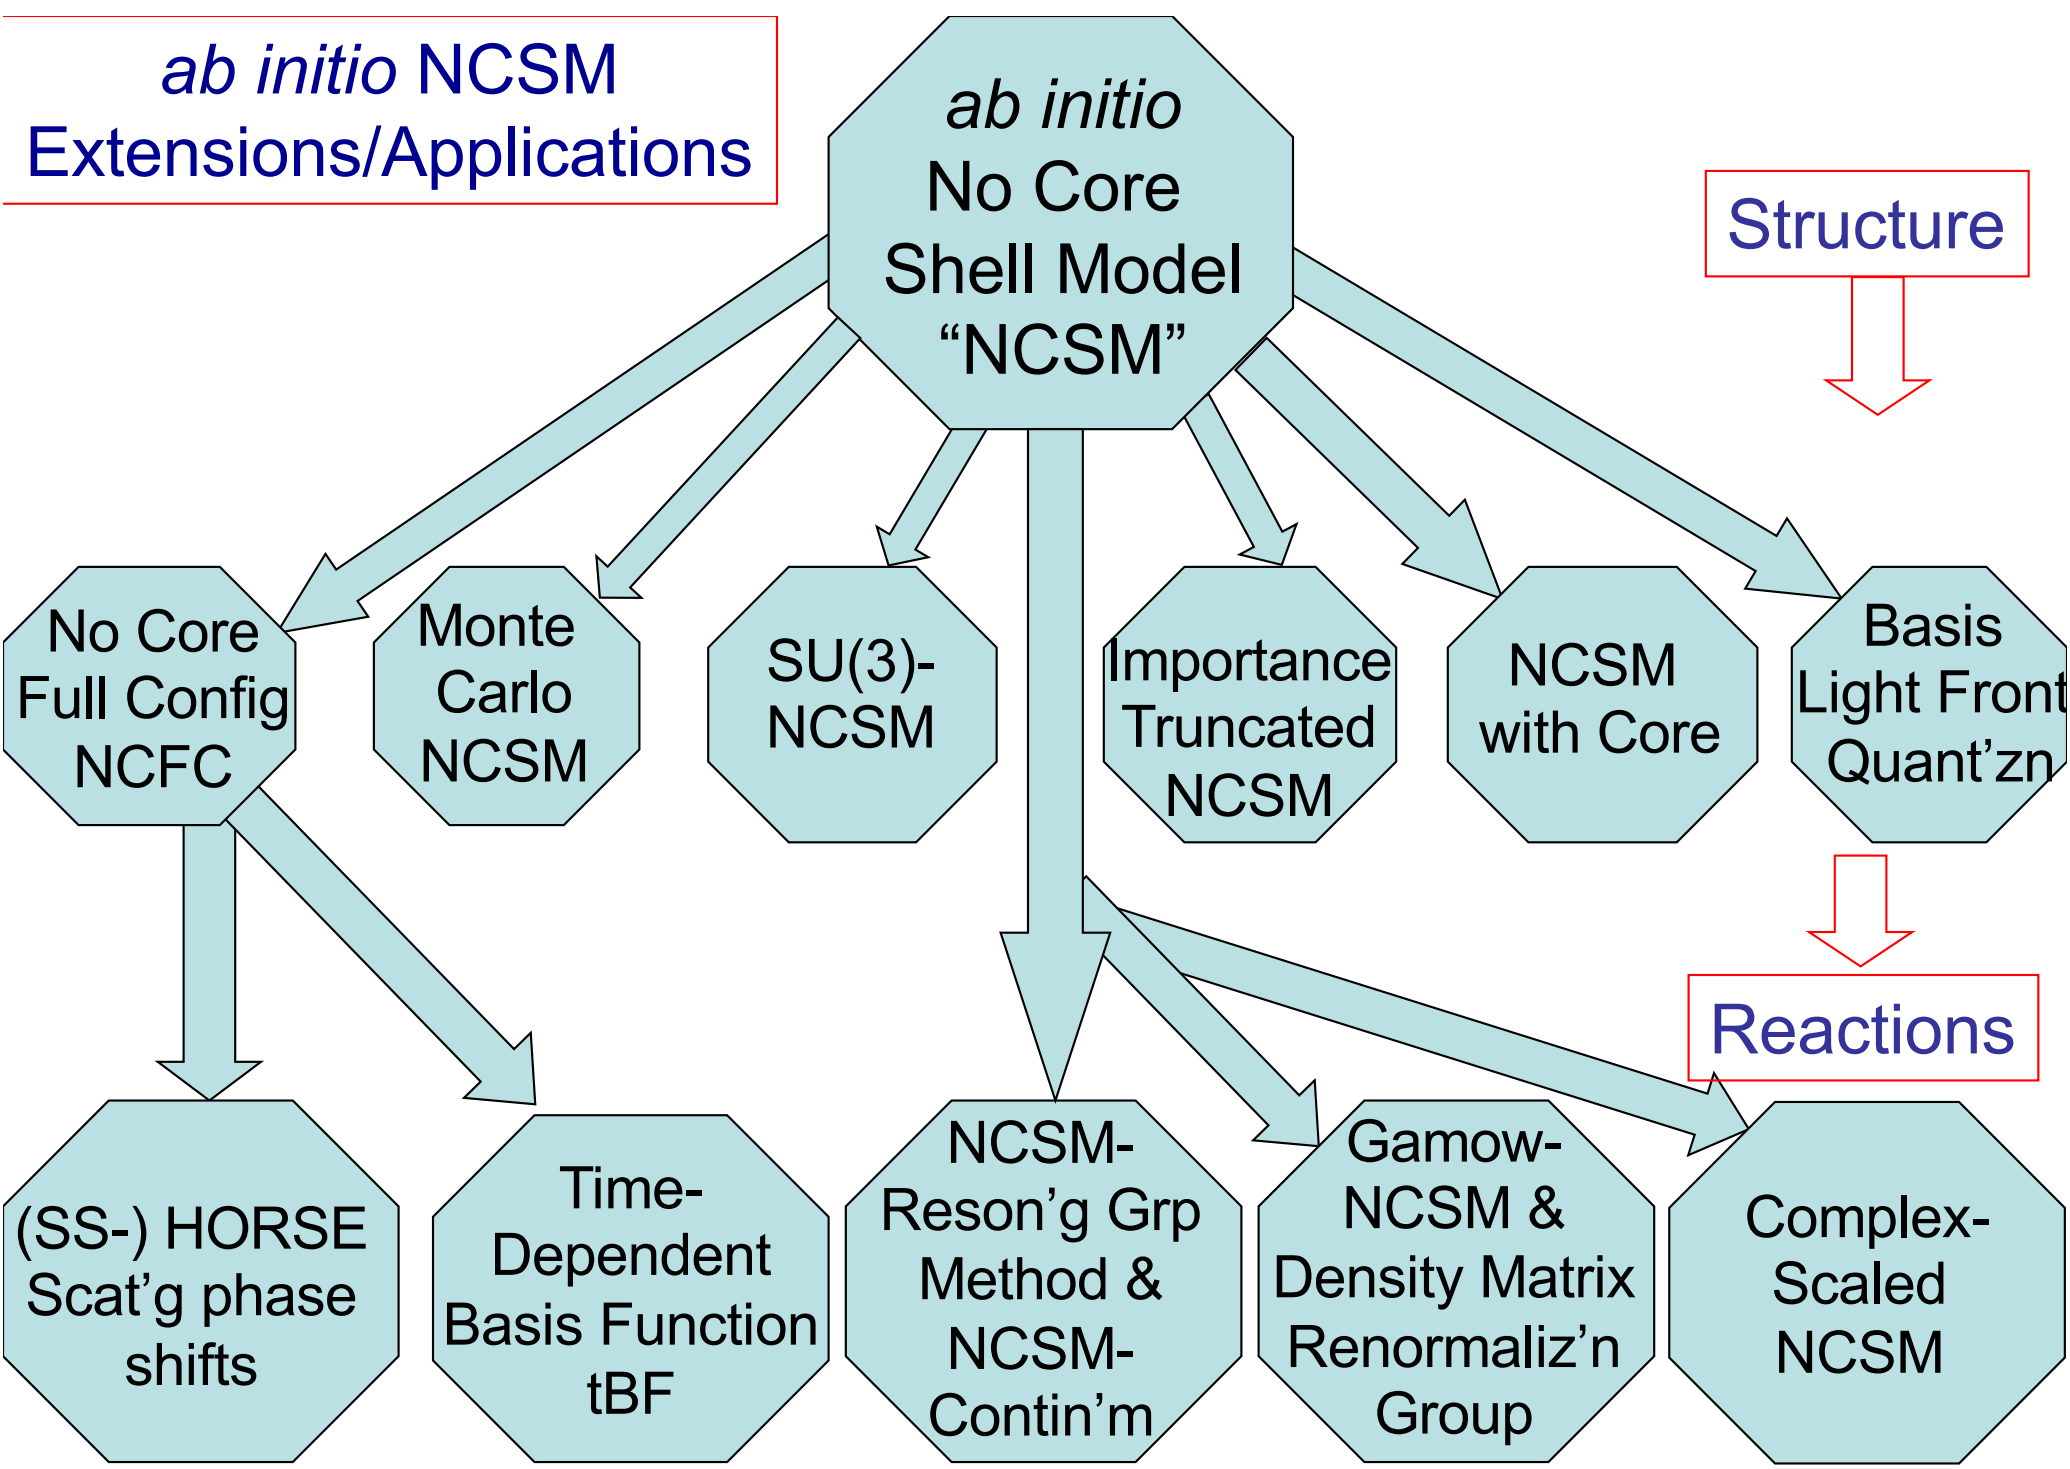 ab initio NCSM
Extensions/Applications
ab initio
No Core
Shell Model
“NCSM”
Structure
No Core
Full Config
NCFC
Monte
Carlo
NCSM
SU(3)-
NCSM
Importance
Truncated
NCSM
NCSM
with Core
Basis
Light Front
Quant’zn
Reactions
(SS-) HORSE
Scat’g phase
shifts
Time-
Dependent
Basis Function
tBF
NCSM-
Reson’g Grp
Method &
NCSM-
Contin’m
Gamow-
NCSM &
Density Matrix
Renormaliz’n
Group
Complex-
Scaled
NCSM